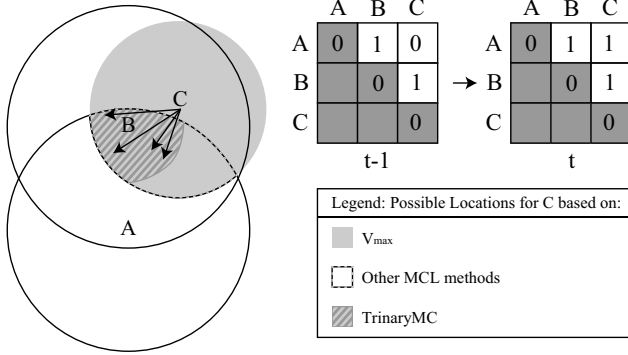 A B C
A 0 1 0
B 0 1
C 0
t-1
A B C
A 0 1 1
B 0 1
C 0
t
C
B
A
Legend: Possible Locations for C based on:
Vmax
Other MCL methods
TrinaryMC